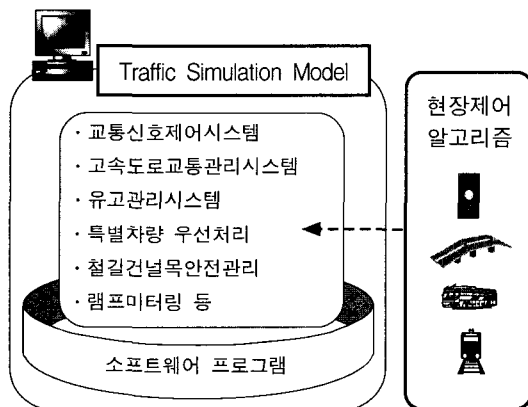 Traffic Simulation Model
· 교통신호제어시스템
· 고속도로교통관리시스템
· 유고관리시스템
· 특별차량 우선처리
· 철길건널목안전관리
· 램프미터링 등
소프트웨어 프로그램
현장제어
알고리즘